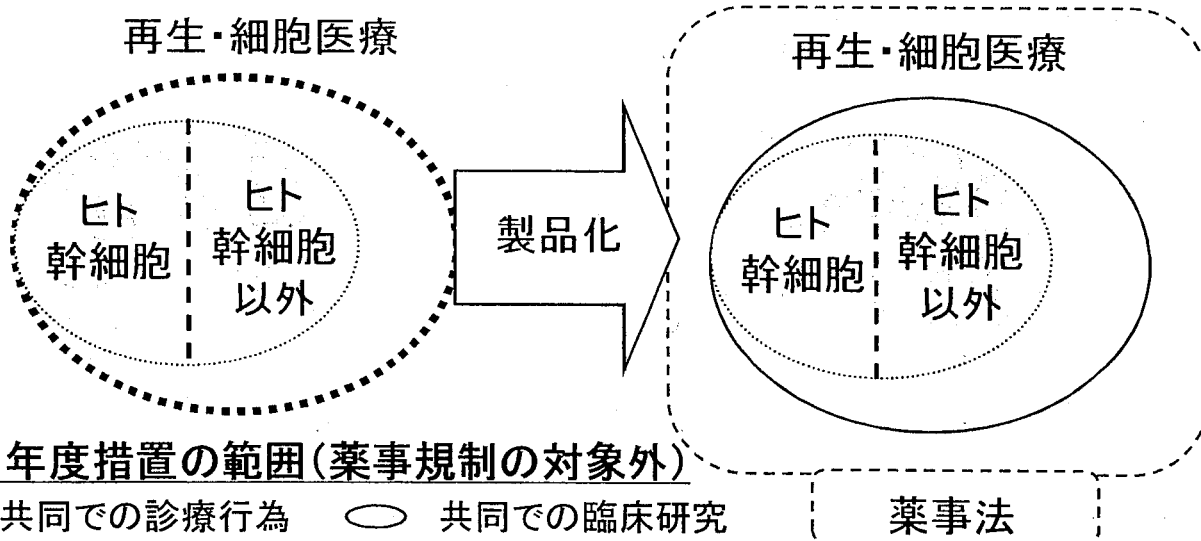 再生・細胞医療
ヒト
幹細胞
ヒト
幹細胞
以外
製品化
再生・細胞医療
ヒト
幹細胞
ヒト
幹細胞
以外
年度措置の範囲(薬事規制の対象外)
共同での診療行為
共同での臨床研究
薬事法